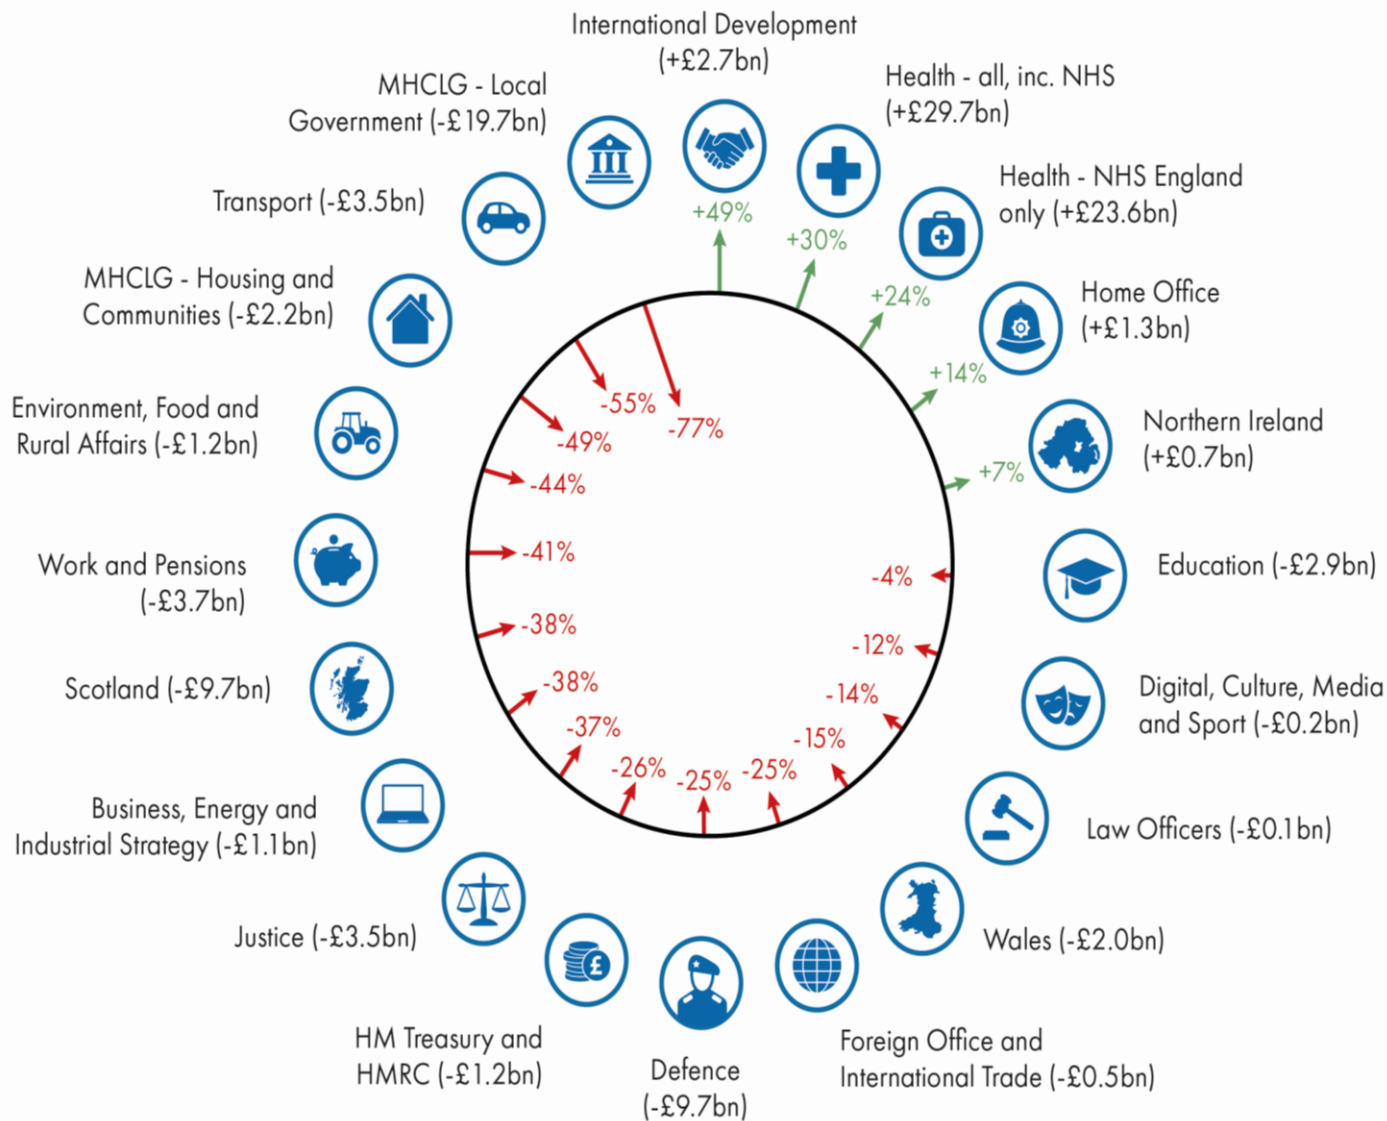 International Development
(+£2.7bn)
Health - all, inc. NHS
(+£29.7bn)
Health - NHS England
only (+£23.6bn)
Home Office
(+£1.3bn)
Northern Ireland
(+£0.7bn)
Education (-£2.9bn)
Digital, Culture, Media
and Sport (-£0.2bn)
Law Officers (-£0.1bn)
Wales (-£2.0bn)
Foreign Office and
International Trade (-£0.5bn)
Defence
(-£9.7bn)
HM Treasury and
HMRC (-£1.2bn)
Justice (-£3.5bn)
Business, Energy and
Industrial Strategy (-£1.1bn)
Scotland (-£9.7bn)
Work and Pensions
(-£3.7bn)
Environment, Food and
Rural Affairs (-£1.2bn)
MHCLG - Housing and
Communities (-£2.2bn)
Transport (-£3.5bn)
MHCLG - Local
Government (-£19.7bn)
+49%
+30%
+24%
+14%
+7%
-4%
-12%
-14%
-15%
-25%
-25%
-26%
-37%
-38%
-38%
-41%
-44%
-49%
-55%
-77%
£